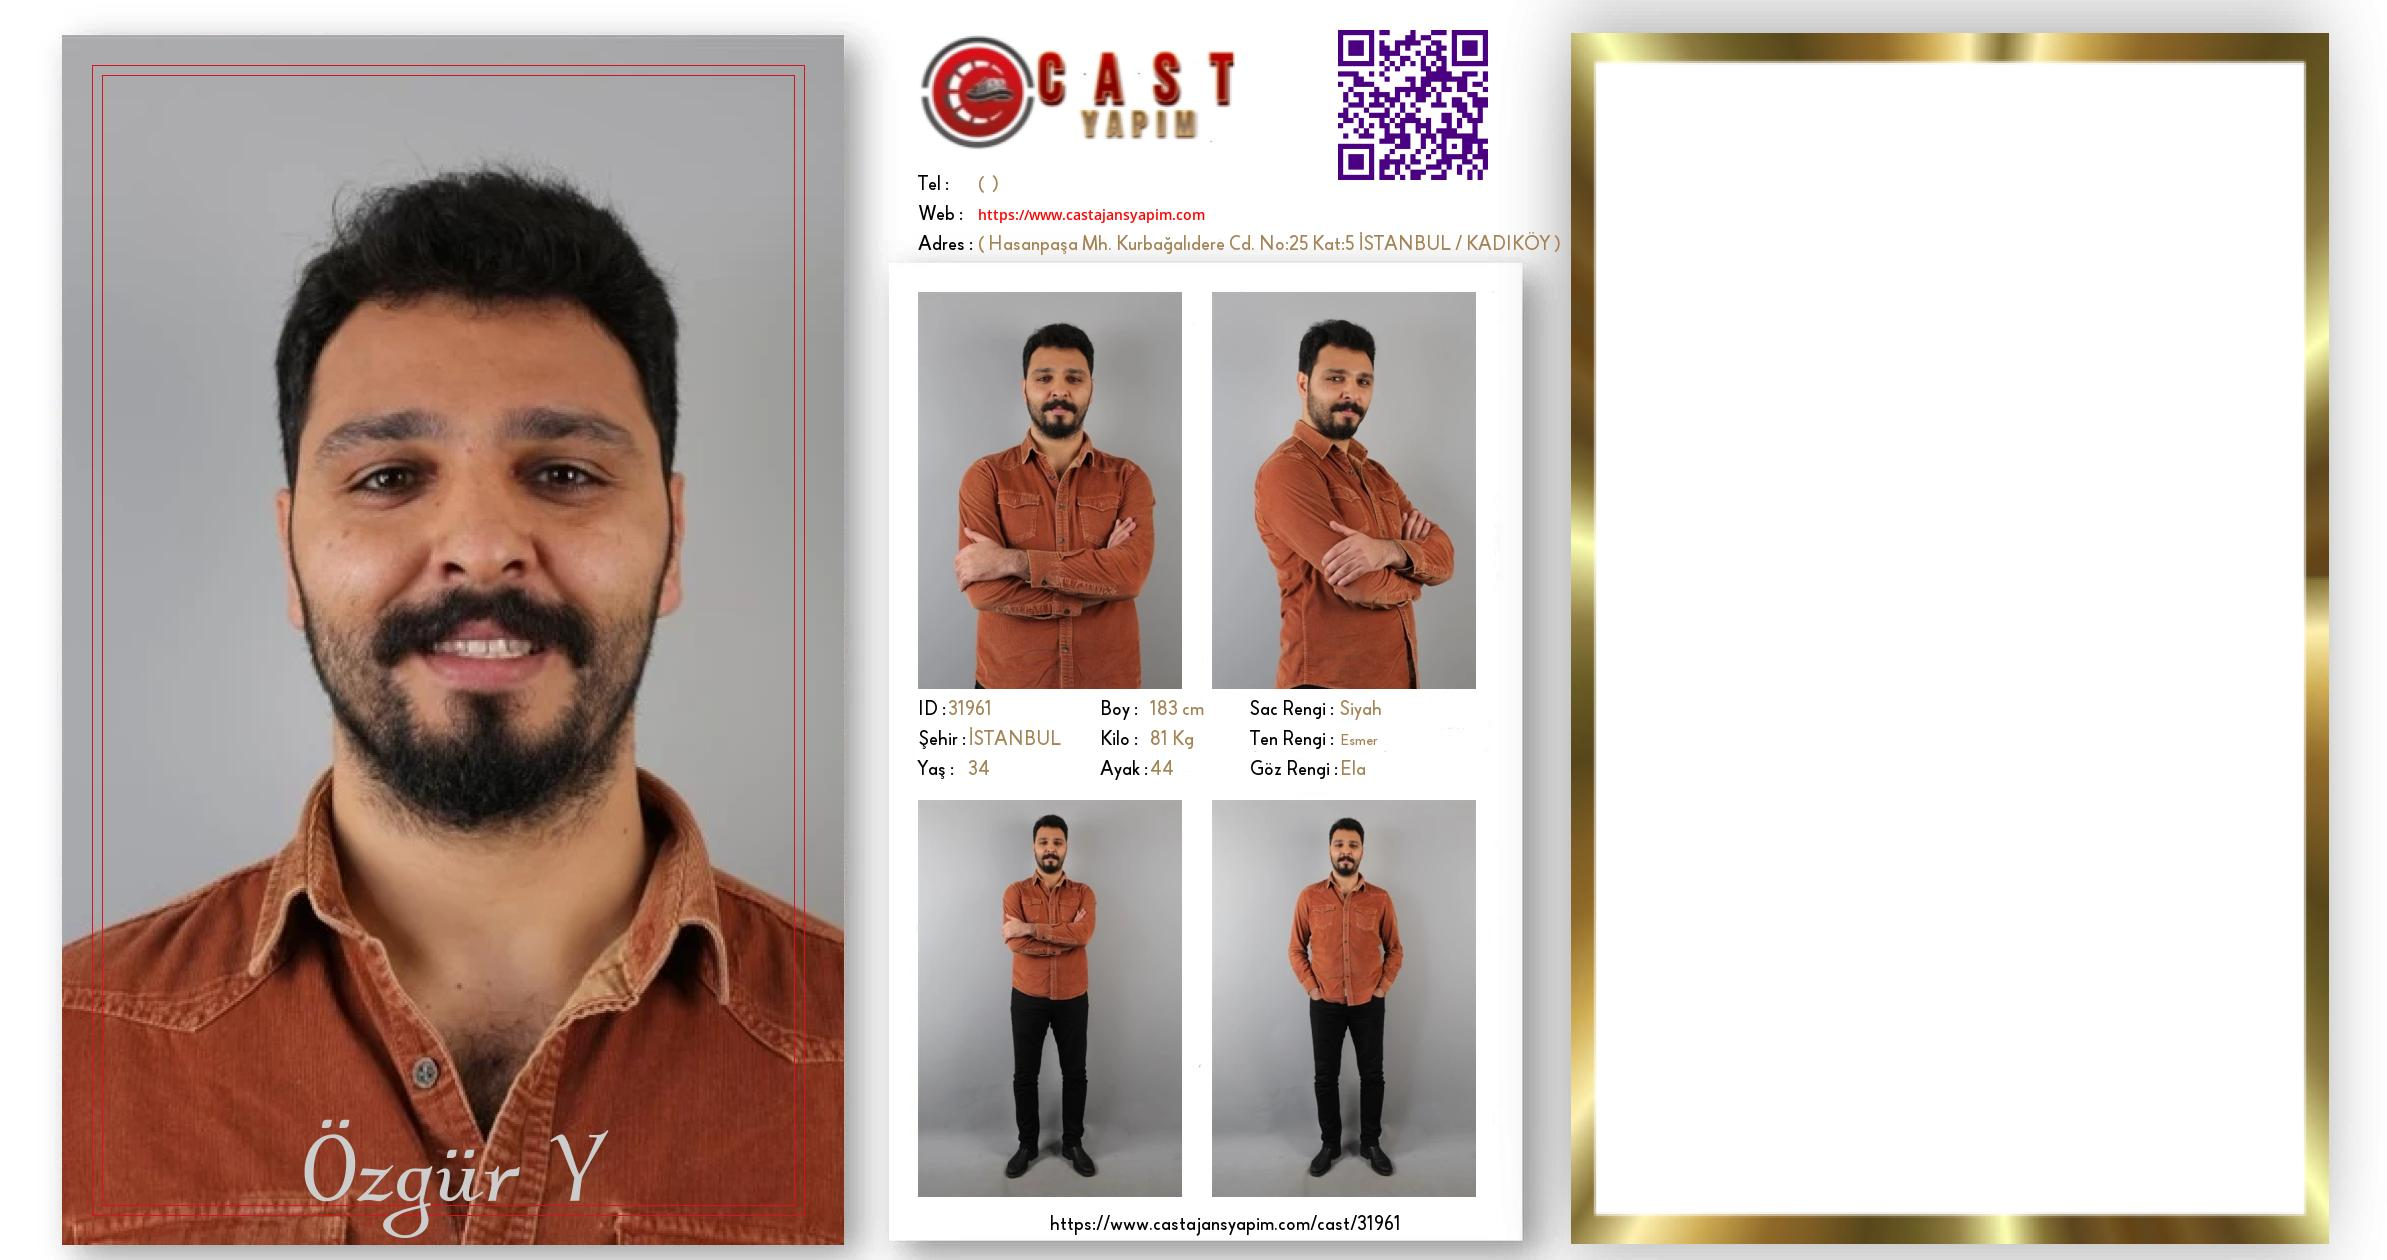 Özgür Y
CAST
YAPIM
Tel : ( )
Web : https://www.castajansyapim.com
Adres : ( Hasanpaşa Mh. Kurbağalıdere Cd. No:25 Kat:5 İSTANBUL / KADIKÖY )
ID : 31961 Boy : 183 cm Sac Rengi : Siyah
Şehir : İSTANBUL Kilo : 81 Kg Ten Rengi : Esmer
Yaş : 34 Ayak : 44 Göz Rengi : Ela
https://www.castajansyapim.com/cast/31961